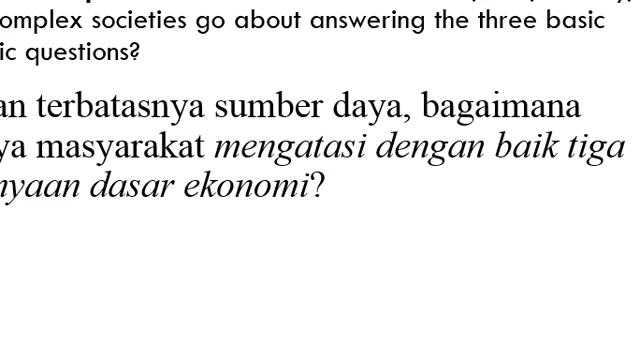 omplex societies go about answering the three basic
ic questions?
an terbatasnya sumber daya, bagaimana
ya masyarakat mengatasi dengan baik tiga
nyaan dasar ekonomi?